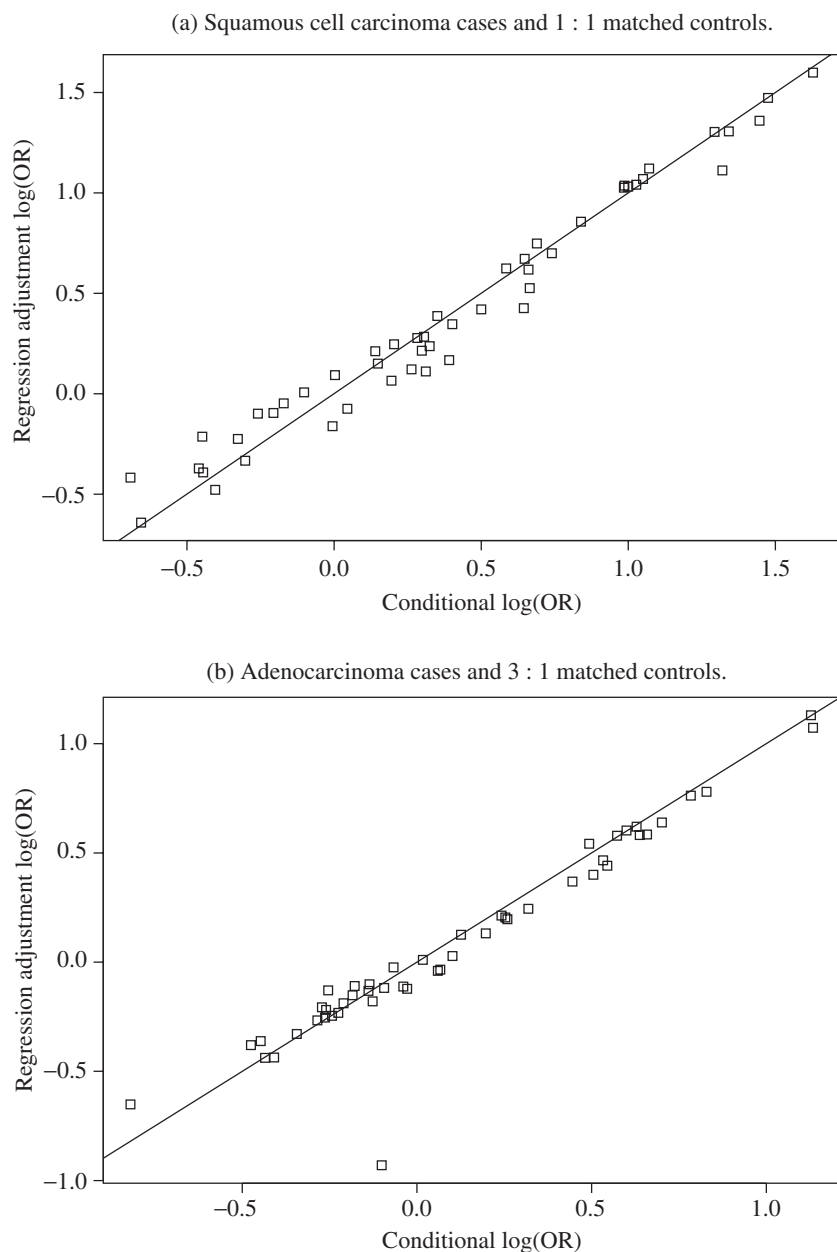 (a) Squamous cell carcinoma cases and 1 : 1 matched controls.
Regression adjustment log(OR)
1.5
1.0
0.5
0.0
−0.5
−0.5 0.0 0.5 1.0 1.5
Conditional log(OR)
(b) Adenocarcinoma cases and 3 : 1 matched controls.
Regression adjustment log(OR)
1.0
0.5
0.0
−0.5
−1.0
−0.5 0.0 0.5 1.0
Conditional log(OR)